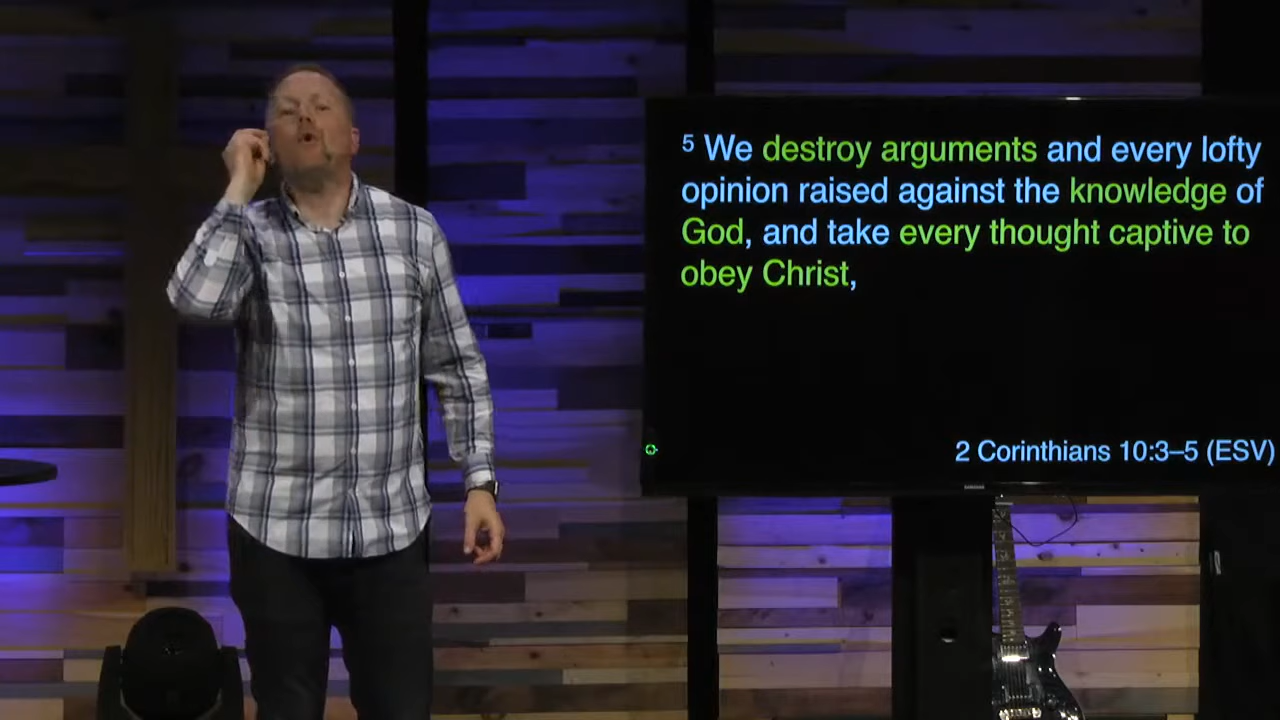 5 We destroy arguments and every lofty
opinion raised against the knowledge of
God, and take every thought captive to
obey Christ,
2 Corinthians 10:3–5 (ESV)